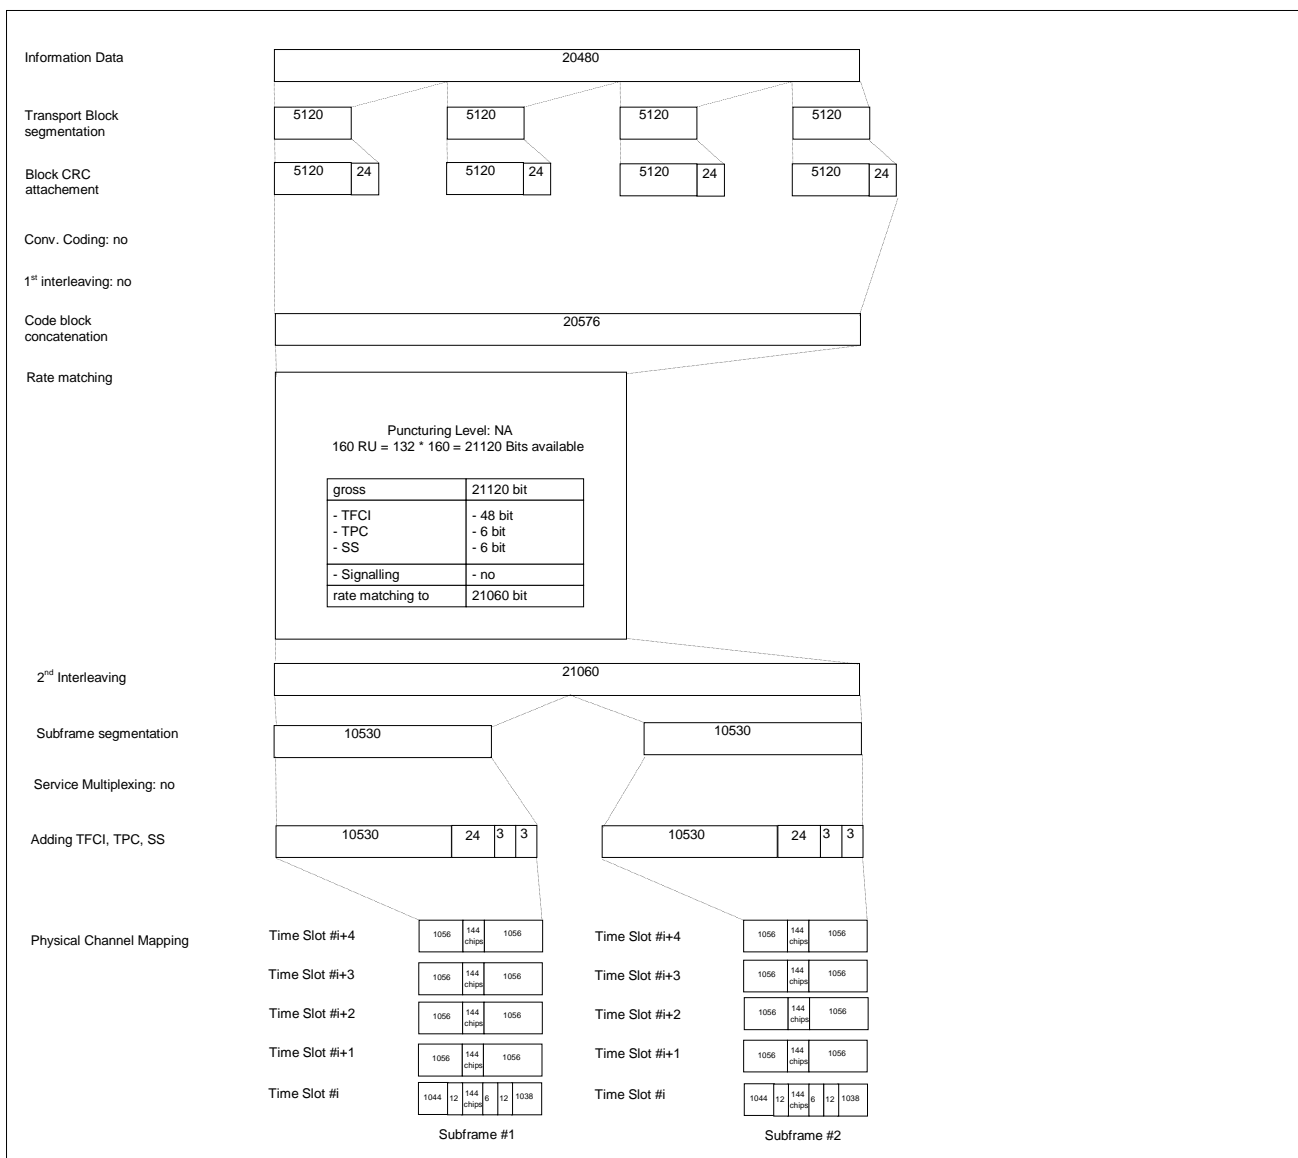 Information Data
20480
Transport Block
segmentation
5120 5120 5120 5120
Block CRC
attachement
5120 24 5120 24 5120 24 5120 24
Conv. Coding: no
1st interleaving: no
Code block
concatenation
20576
Rate matching
Puncturing Level: NA
160 RU = 132 * 160 = 21120 Bits available
gross 21120 bit
- TFCI - 48 bit
- TPC - 6 bit
- SS - 6 bit
- Signalling - no
rate matching to 21060 bit
2nd Interleaving
21060
Subframe segmentation
10530 10530
Service Multiplexing: no
Adding TFCI, TPC, SS
10530 24 3 3 10530 24 3 3
Physical Channel Mapping
Time Slot #i+4 1056 144 chips 1056 Time Slot #i+4 1056 144 chips 1056
Time Slot #i+3 1056 144 chips 1056 Time Slot #i+3 1056 144 chips 1056
Time Slot #i+2 1056 144 chips 1056 Time Slot #i+2 1056 144 chips 1056
Time Slot #i+1 1056 144 chips 1056 Time Slot #i+1 1056 144 chips 1056
Time Slot #i 1044 12 144 chips 6 12 1038 Time Slot #i 1044 12 144 chips 6 12 1038
Subframe #1 Subframe #2